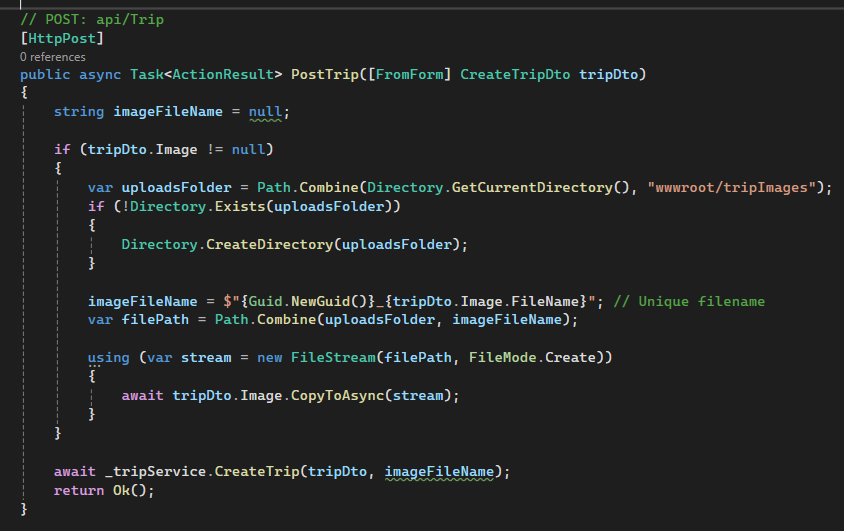 // POST: api/Trip
[HttpPost]
0 references
public async Task<ActionResult> PostTrip([FromForm] CreateTripDto tripDto)
{
    string imageFileName = null;

    if (tripDto.Image != null)
    {
        var uploadsFolder = Path.Combine(Directory.GetCurrentDirectory(), "wwwroot/tripImages");
        if (!Directory.Exists(uploadsFolder))
        {
            Directory.CreateDirectory(uploadsFolder);
        }

        imageFileName = $"{Guid.NewGuid()}_{tripDto.Image.FileName}"; // Unique filename
        var filePath = Path.Combine(uploadsFolder, imageFileName);

        using (var stream = new FileStream(filePath, FileMode.Create))
        {
            await tripDto.Image.CopyToAsync(stream);
        }
    }

    await _tripService.CreateTrip(tripDto, imageFileName);
    return Ok();
}